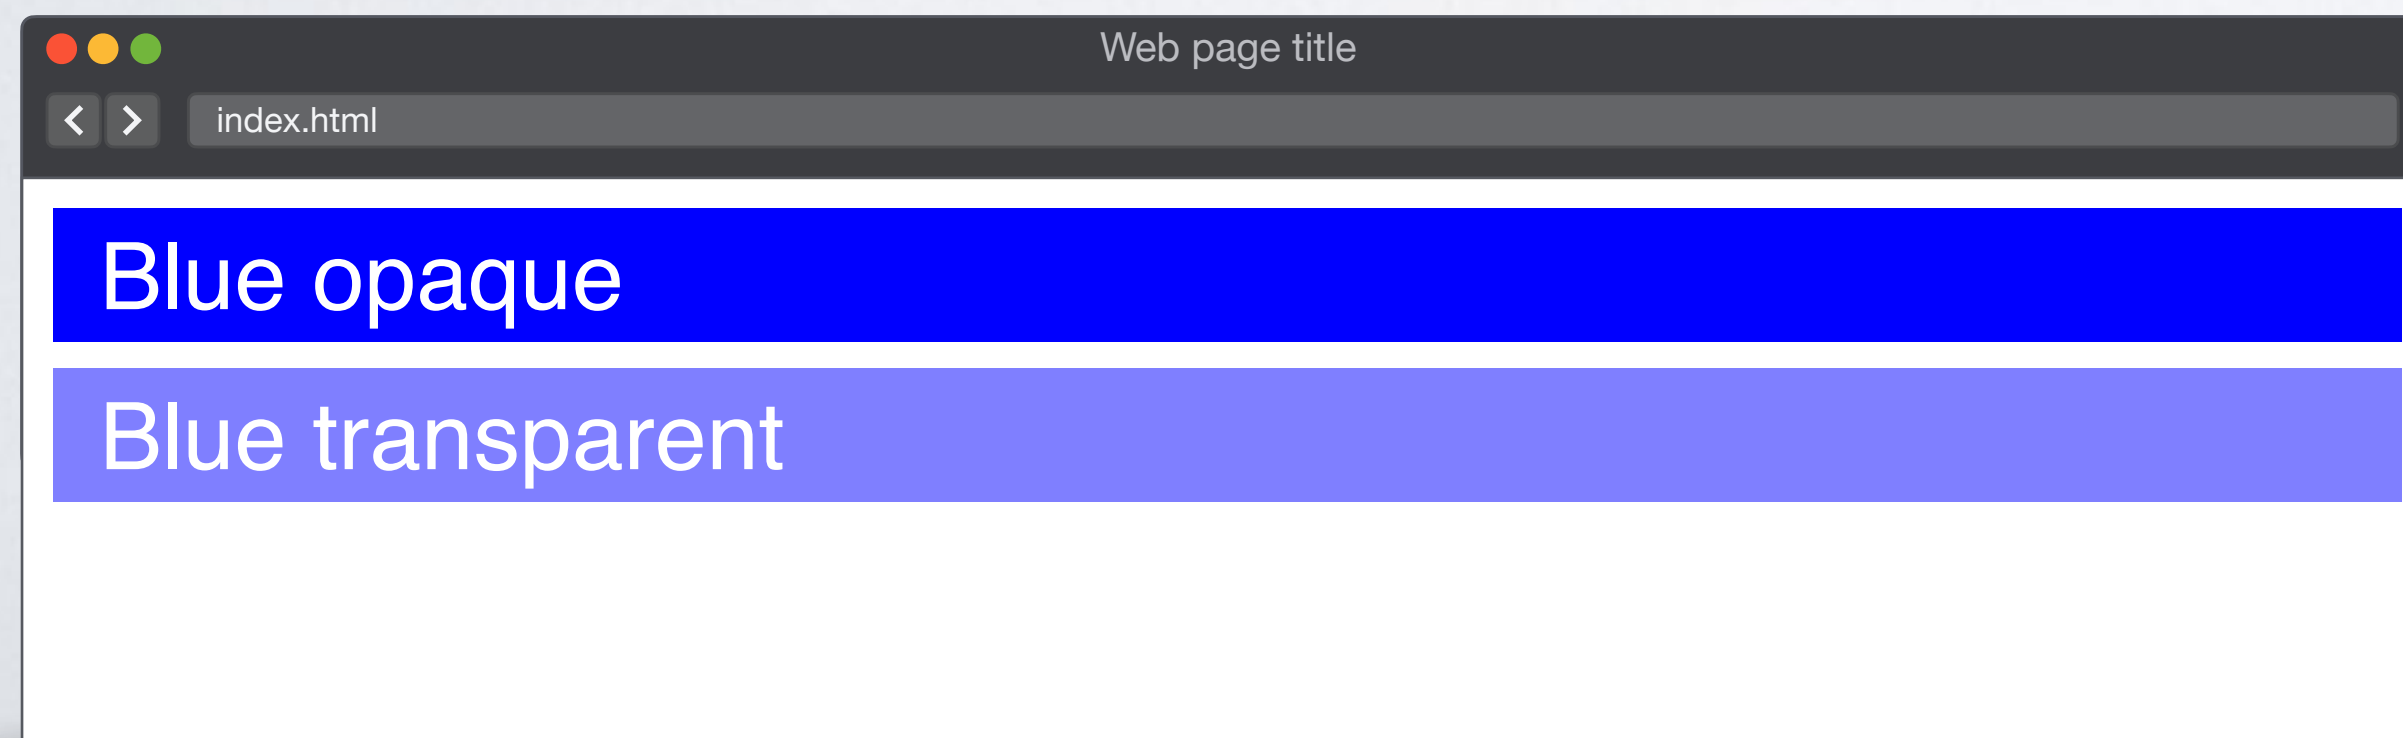 Web page title
index.html
Blue opaque
Blue transparent